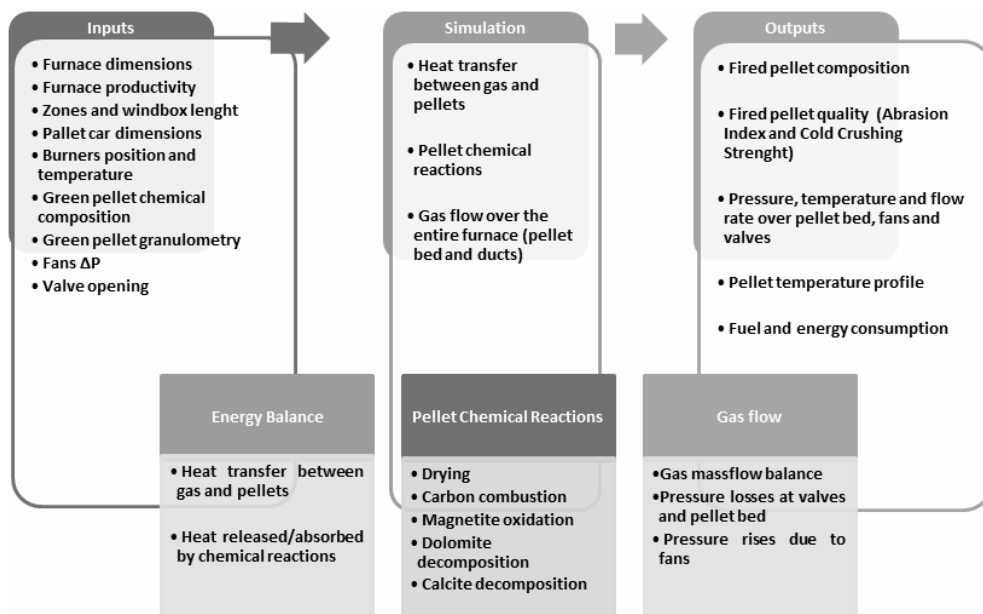 Inputs
• Furnace dimensions
• Furnace productivity
• Zones and windbox lenght
• Pallet car dimensions
• Burners position and
temperature
• Green pellet chemical
composition
• Green pellet granulometry
• Fans ΔP
• Valve opening
Simulation
• Heat transfer
between gas and
pellets
• Pellet chemical
reactions
• Gas flow over the
entire furnace (pellet
bed and ducts)
Outputs
• Fired pellet composition
• Fired pellet quality (Abrasion
Index and Cold Crushing
Strenght)
• Pressure, temperature and flow
rate over pellet bed, fans and
valves
• Pellet temperature profile
• Fuel and energy consumption
Energy Balance
• Heat transfer between
gas and pellets
• Heat released/absorbed
by chemical reactions
Pellet Chemical Reactions
• Drying
• Carbon combustion
• Magnetite oxidation
• Dolomite
decomposition
• Calcite decomposition
Gas flow
•Gas massflow balance
•Pressure losses at valves
and pellet bed
• Pressure rises due to
fans